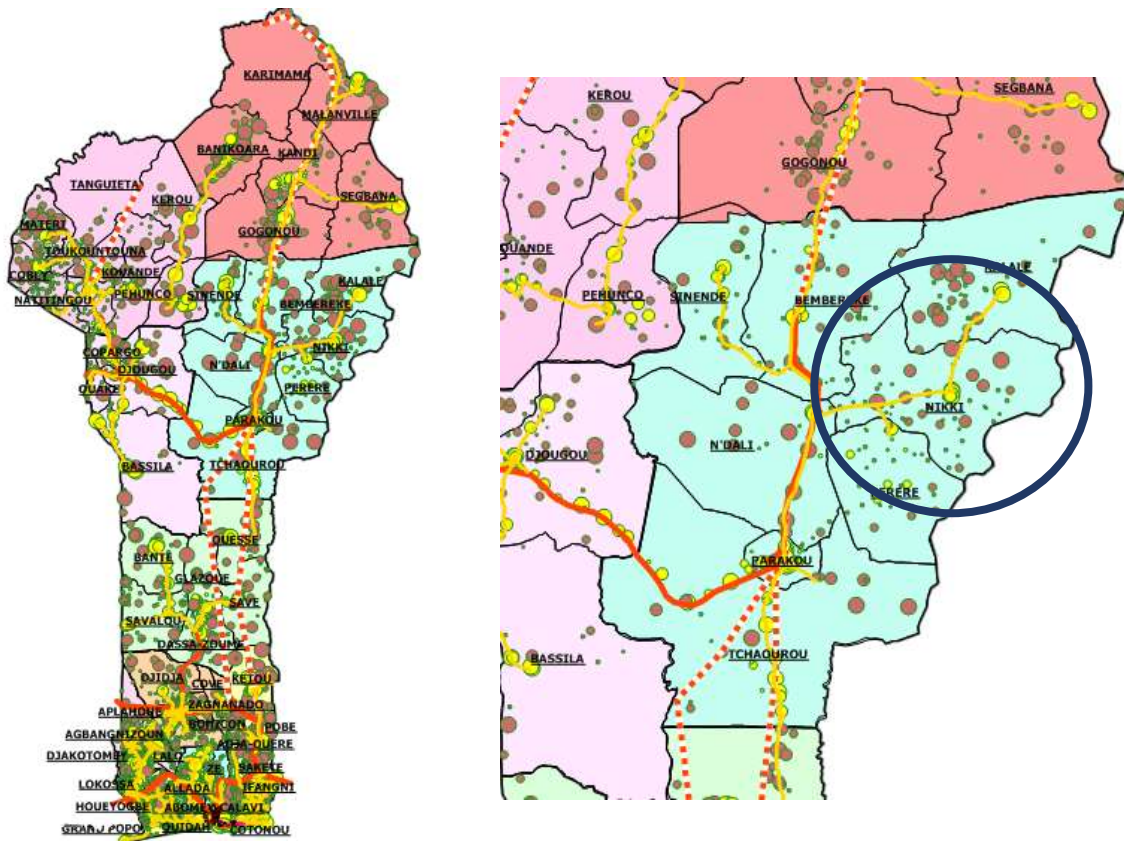 KARIMAMA
MALANVILLE
BANIKOARA
KANDI
TANGUIETA
KEROU
SEGBANA
MATERI
GOGONOU
TOUKOUNTOUNA
COBLY
KOUANDE
KALALE
NATITINGOU
PEHUNCO
SINENDE
BEMBEREKE
COPARGO
NIKKI
N'DALI
DJOUGOU
OUAKE
PERERE
PARAKOU
BASSILA
TCHAOUROU
OUESSE
BANTE
GLAZOUE
SAVE
SAVALOU
DASSA-ZOUME
DJIDJA
COVE
KETOU
ZAGNANADO
APLAHOUE
BOHICON
POBE
AGBANGNIZOUN
ADJA-OUERE
DJAKOTOMEY
LALO
ZE
SAKETE
LOKOSSA
ALLADA
IFANGNI
HOUEYOGBE
ABOMEY-CALAVI
GRAND POPO
OUIDAH
COTONOU
KEROU
SEGBANA
GOGONOU
OUANDE
KALALE
PEHUNCO
SINENDE
BEMBEREKE
NIKKI
N'DALI
DJOUGOU
PERERE
PARAKOU
TCHAOUROU
BASSILA